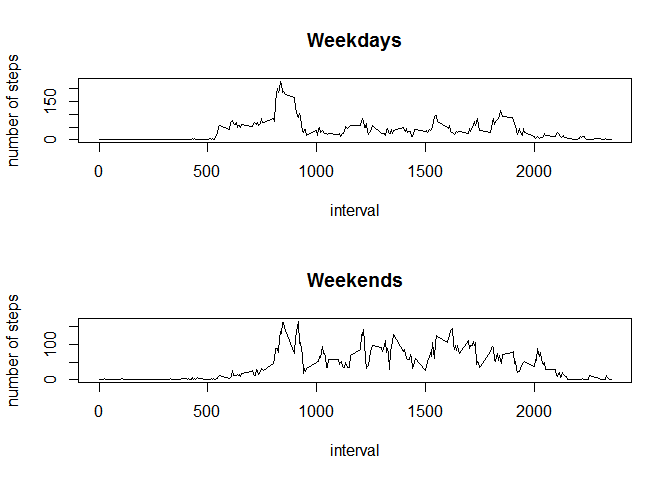 Weekdays
number of steps
150
0
0 500 1000 1500 2000
interval
Weekends
number of steps
100
0
0 500 1000 1500 2000
interval